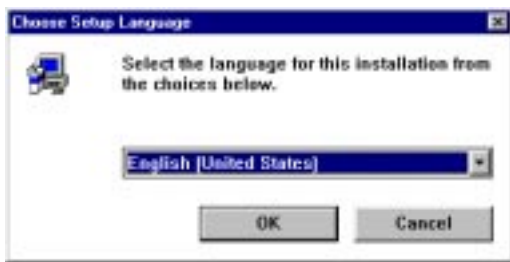 Choose Setup Language
Select the language for this installation from
the choices below.
English (United States)
OK
Cancel